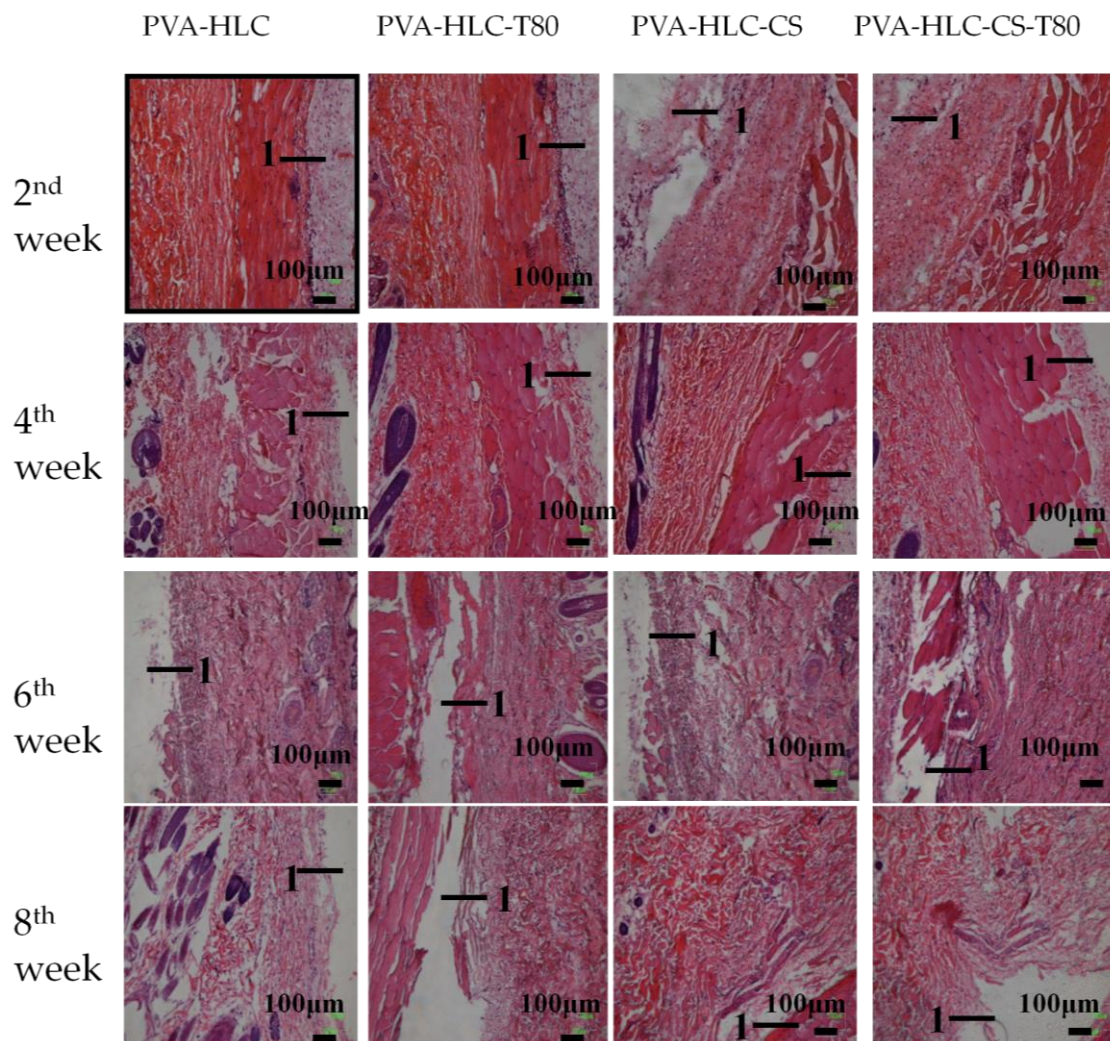 PVA-HLC PVA-HLC-T80 PVA-HLC-CS PVA-HLC-CS-T80
2nd week
1 100μm 1 100μm 1 100μm 1 100μm
4th week
1 100μm 1 100μm 1 100μm 1 100μm
6th week
1 100μm 1 100μm 1 100μm 1 100μm
8th week
1 100μm 1 100μm 1 100μm 1 100μm